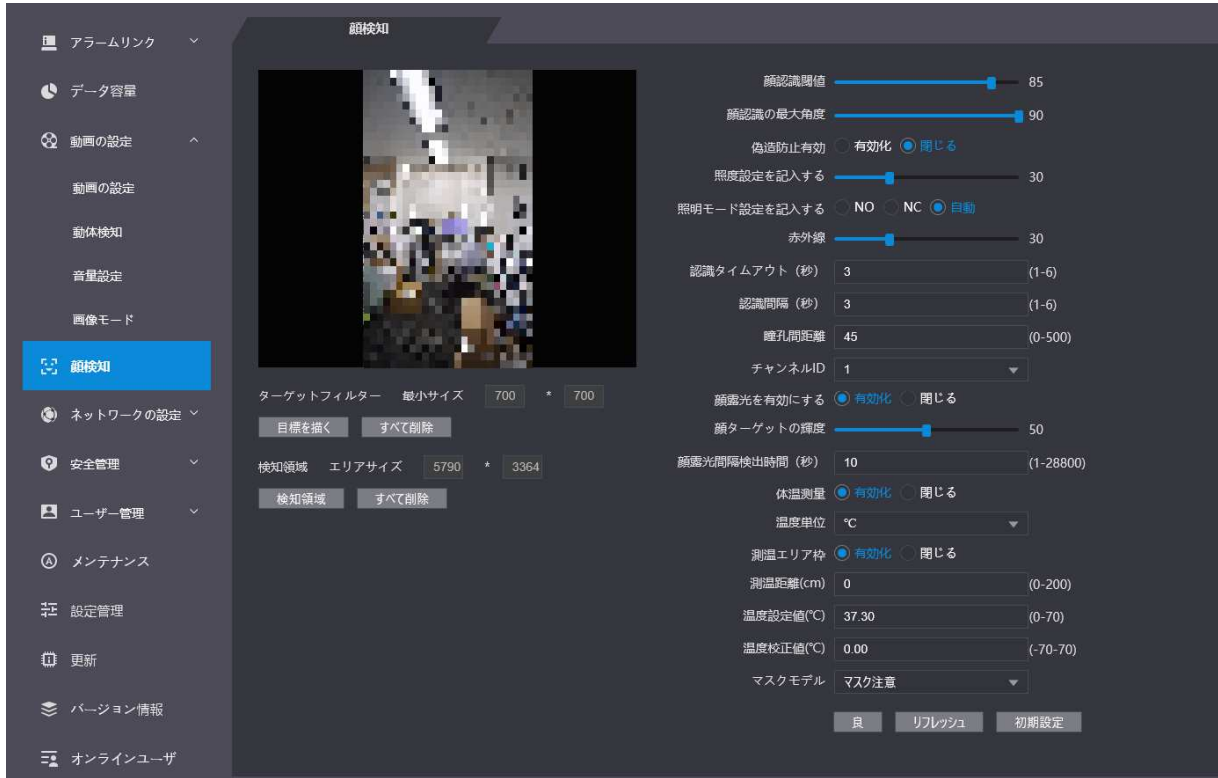 アラームリンク
データ容量
動画の設定
動画の設定
動体検知
音量設定
画像モード
顔検知
ネットワークの設定
安全管理
ユーザー管理
メンテナンス
設定管理
更新
バージョン情報
オンラインユーザ
顔検知
ターゲットフィルター 最小サイズ 700 * 700
目標を描く すべて削除
検知領域 エリアサイズ 5790 * 3364
検知領域 すべて削除
顔認識閾値 85
顔認識の最大角度 90
偽造防止有効 有効化 閉じる
照度設定を記入する 30
照明モード設定を記入する NO NC 自動
赤外線 30
認識タイムアウト（秒） 3 (1-6)
認識間隔（秒） 3 (1-6)
瞳孔間距離 45 (0-500)
チャンネルID 1
顔露光を有効にする 有効化 閉じる
顔ターゲットの輝度 50
顔露光間隔検出時間（秒） 10 (1-28800)
体温測量 有効化 閉じる
温度単位 ℃
測温エリア枠 有効化 閉じる
測温距離(cm) 0 (0-200)
温度設定値(℃) 37.30 (0-70)
温度校正値(℃) 0.00 (-70-70)
マスクモデル マスク注意
良 リフレッシュ 初期設定